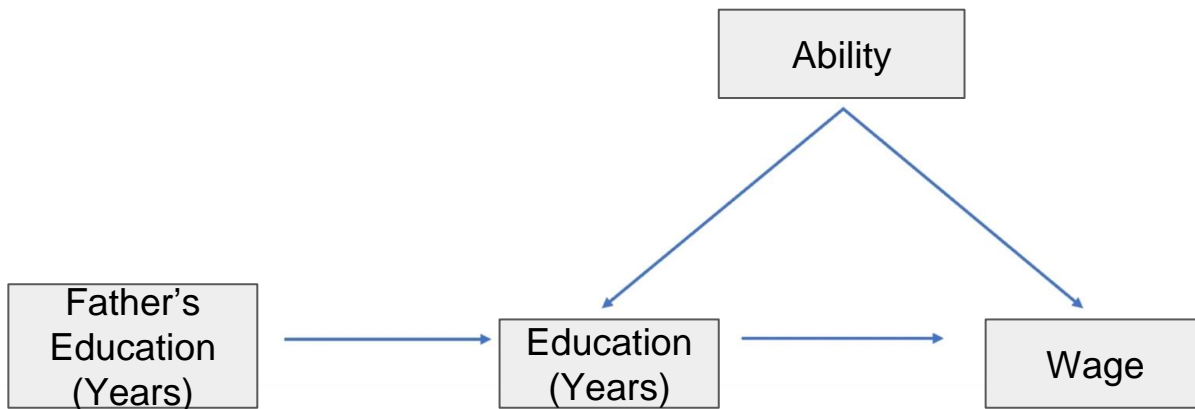 Ability
Father’s
Education
(Years)
Education
(Years)
Wage